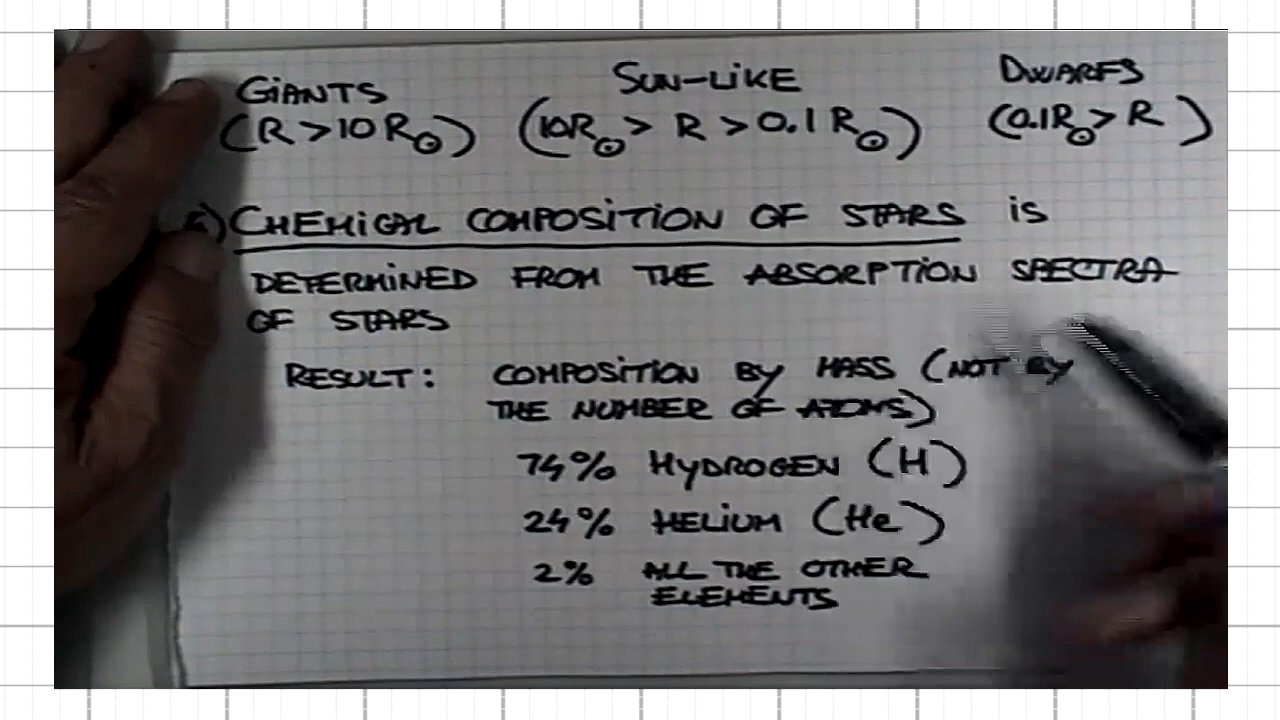 GIANTS SUN-LIKE DWARFS
(R > 10 R☉) (10R☉ > R > 0.1 R☉) (0.1R☉ > R )
CHEMICAL COMPOSITION OF STARS is
DETERMINED FROM THE ABSORPTION SPECTRA
OF STARS
RESULT: COMPOSITION BY MASS (NOT BY
THE NUMBER OF ATOMS)
74% HYDROGEN (H)
24% HELIUM (He)
2% ALL THE OTHER
ELEMENTS